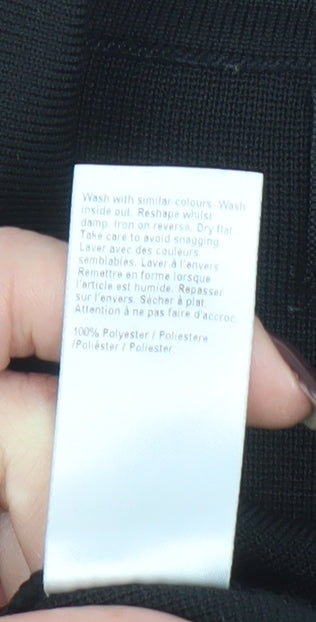 Wash with similar colours. Wash
inside out. Reshape whilst
damp. Iron on reverse. Dry flat.
Take care to avoid snagging.
Laver avec des couleurs
semblables. Laver à l'envers.
Remettre en forme lorsque
l'article est humide. Repasser
sur l'envers. Sécher à plat.
Attention à ne pas faire d'accroc.
100% Polyester / Poliestere
/Poliéster / Poliester.